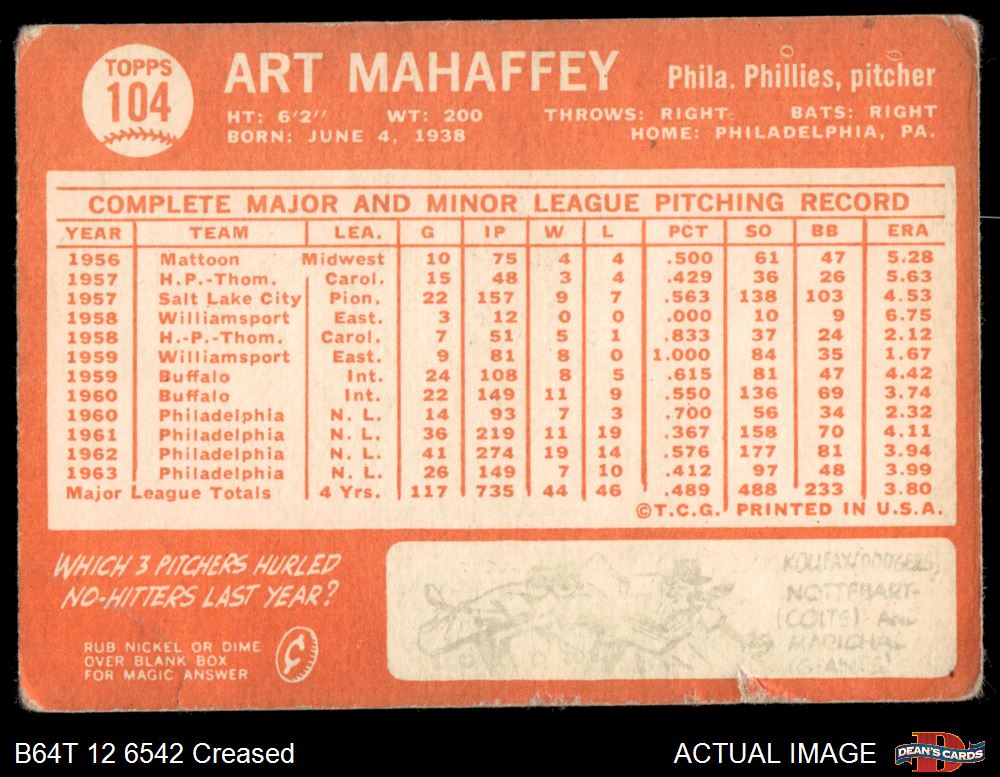 TOPPS
104
ART MAHAFFEY Phila. Phillies, pitcher
HT: 6'2" WT: 200 THROWS: RIGHT BATS: RIGHT
BORN: JUNE 4, 1938 HOME: PHILADELPHIA, PA.
COMPLETE MAJOR AND MINOR LEAGUE PITCHING RECORD
YEAR TEAM LEA. G IP W L PCT SO BB ERA
1956 Mattoon Midwest 10 75 4 4 .500 61 47 5.28
1957 H.P.-Thom. Carol. 15 48 3 4 .429 36 26 5.63
1957 Salt Lake City Pion. 22 157 9 7 .563 138 103 4.53
1958 Williamsport East. 3 12 0 0 .000 10 9 6.75
1958 H.-P.-Thom. Carol. 7 51 5 1 .833 37 24 2.12
1959 Williamsport East. 9 81 8 0 1.000 84 35 1.67
1959 Buffalo Int. 24 108 8 5 .615 81 47 4.42
1960 Buffalo Int. 22 149 11 9 .550 136 69 3.74
1960 Philadelphia N. L. 14 93 7 3 .700 56 34 2.32
1961 Philadelphia N. L. 36 219 11 19 .367 158 70 4.11
1962 Philadelphia N. L. 41 274 19 14 .576 177 81 3.94
1963 Philadelphia N. L. 26 149 7 10 .412 97 48 3.99
Major League Totals 4 Yrs. 117 735 44 46 .489 488 233 3.80
©T.C.G. PRINTED IN U.S.A.
WHICH 3 PITCHERS HURLED
NO-HITTERS LAST YEAR?
RUB NICKEL OR DIME
OVER BLANK BOX
FOR MAGIC ANSWER
¢
KOUFAX (DODGERS),
NOTTEBART-
(COLTS) AND
MARICHAL
(GIANTS)
B64T 12 6542 Creased ACTUAL IMAGE
DEAN'S CARDS